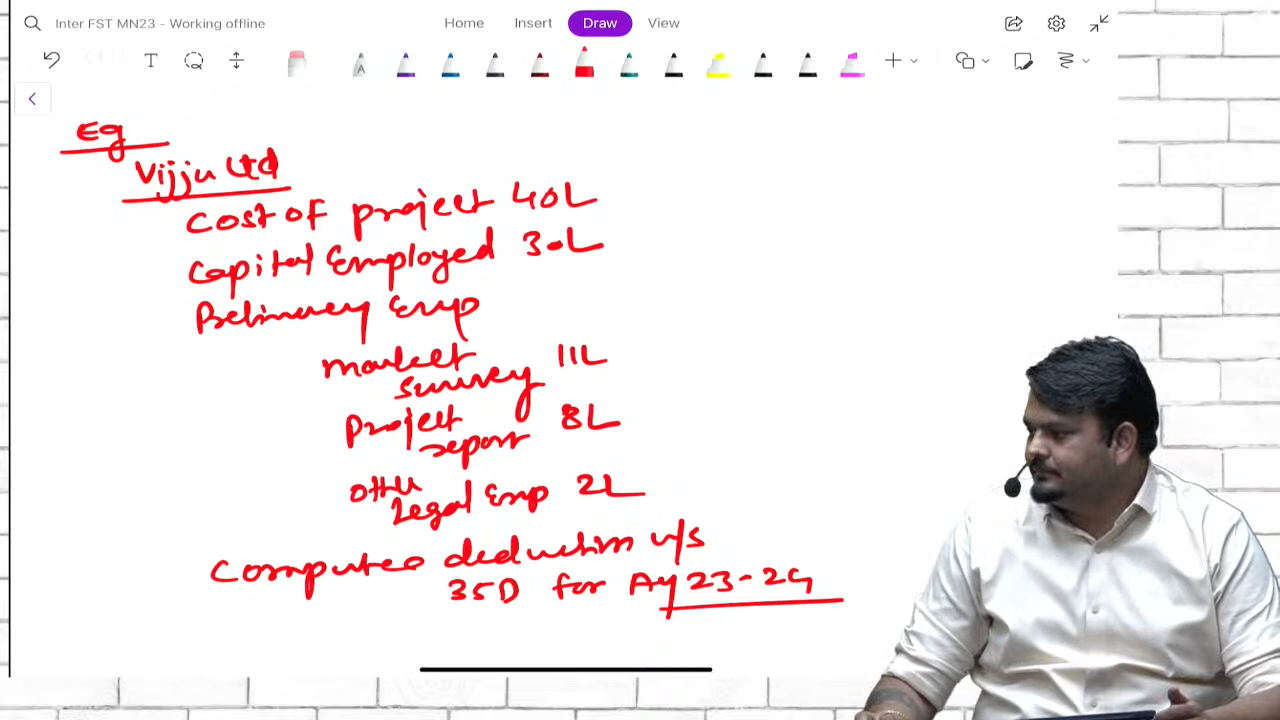 Inter FST MN23 - Working offline
Home Insert Draw View
Eg
Vijju Ltd
Cost of project 40L
Capital Employed 30L
Prelimnary Exp
Market 11L
Survey
Project 8L
report
Other
Legal Exp 2L
Computed deduction u/s
35D for Ay 23-24